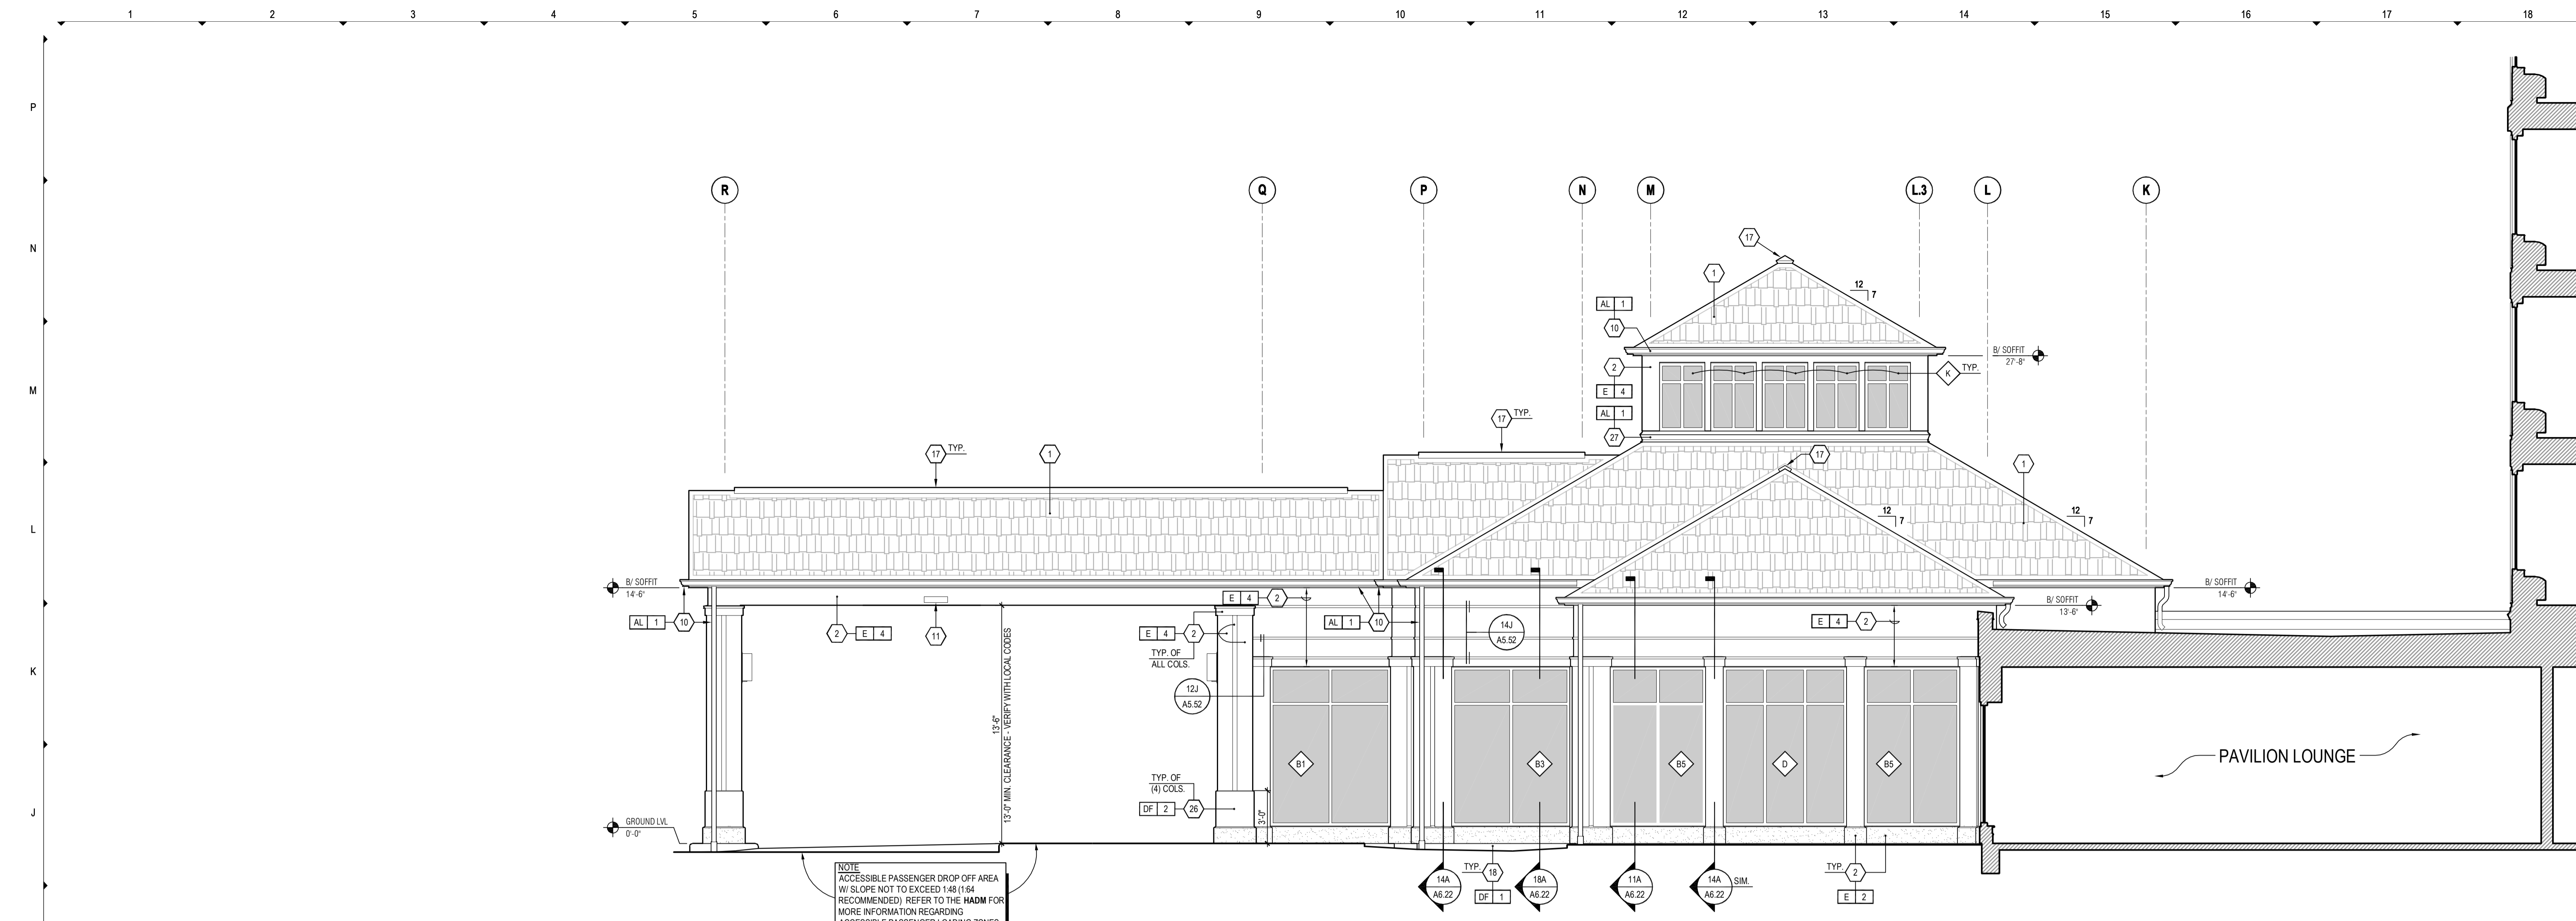 1 2 3 4 5 6 7 8 9 10 11 12 13 14 15 16 17 18
P
N
M
L
K
J
R Q P N M L.3 L K
17
1
12
7
AL 1
10
B/ SOFFIT
27'-8"
2
K TYP.
E 4
AL 1
17 TYP.
27
17 TYP.
1
17
1
12
7
12
7
B/ SOFFIT
14'-6"
B/ SOFFIT
14'-6"
E 4 2
B/ SOFFIT
13'-6"
AL 1 10
2 E 4
11
E 4 2
TYP. OF
ALL COLS.
AL 1 10
14J
A5.52
E 4 2
12J
A5.52
13'-6"
13'-0" MIN. CLEARANCE - VERIFY WITH LOCAL CODES
B1
B3
B5
D
B5
PAVILION LOUNGE
TYP. OF
(4) COLS.
DF 2 26
3'-0"
GROUND LVL
0'-0"
NOTE
ACCESSIBLE PASSENGER DROP OFF AREA
W/ SLOPE NOT TO EXCEED 1:48 (1:64
RECOMMENDED) REFER TO THE HADM FOR
MORE INFORMATION REGARDING
ACCESSIBLE PASSENGER LOADING ZONES
14A
A6.22
TYP. 18
DF 1
18A
A6.22
11A
A6.22
14A
A6.22
SIM.
TYP. 2
E 2